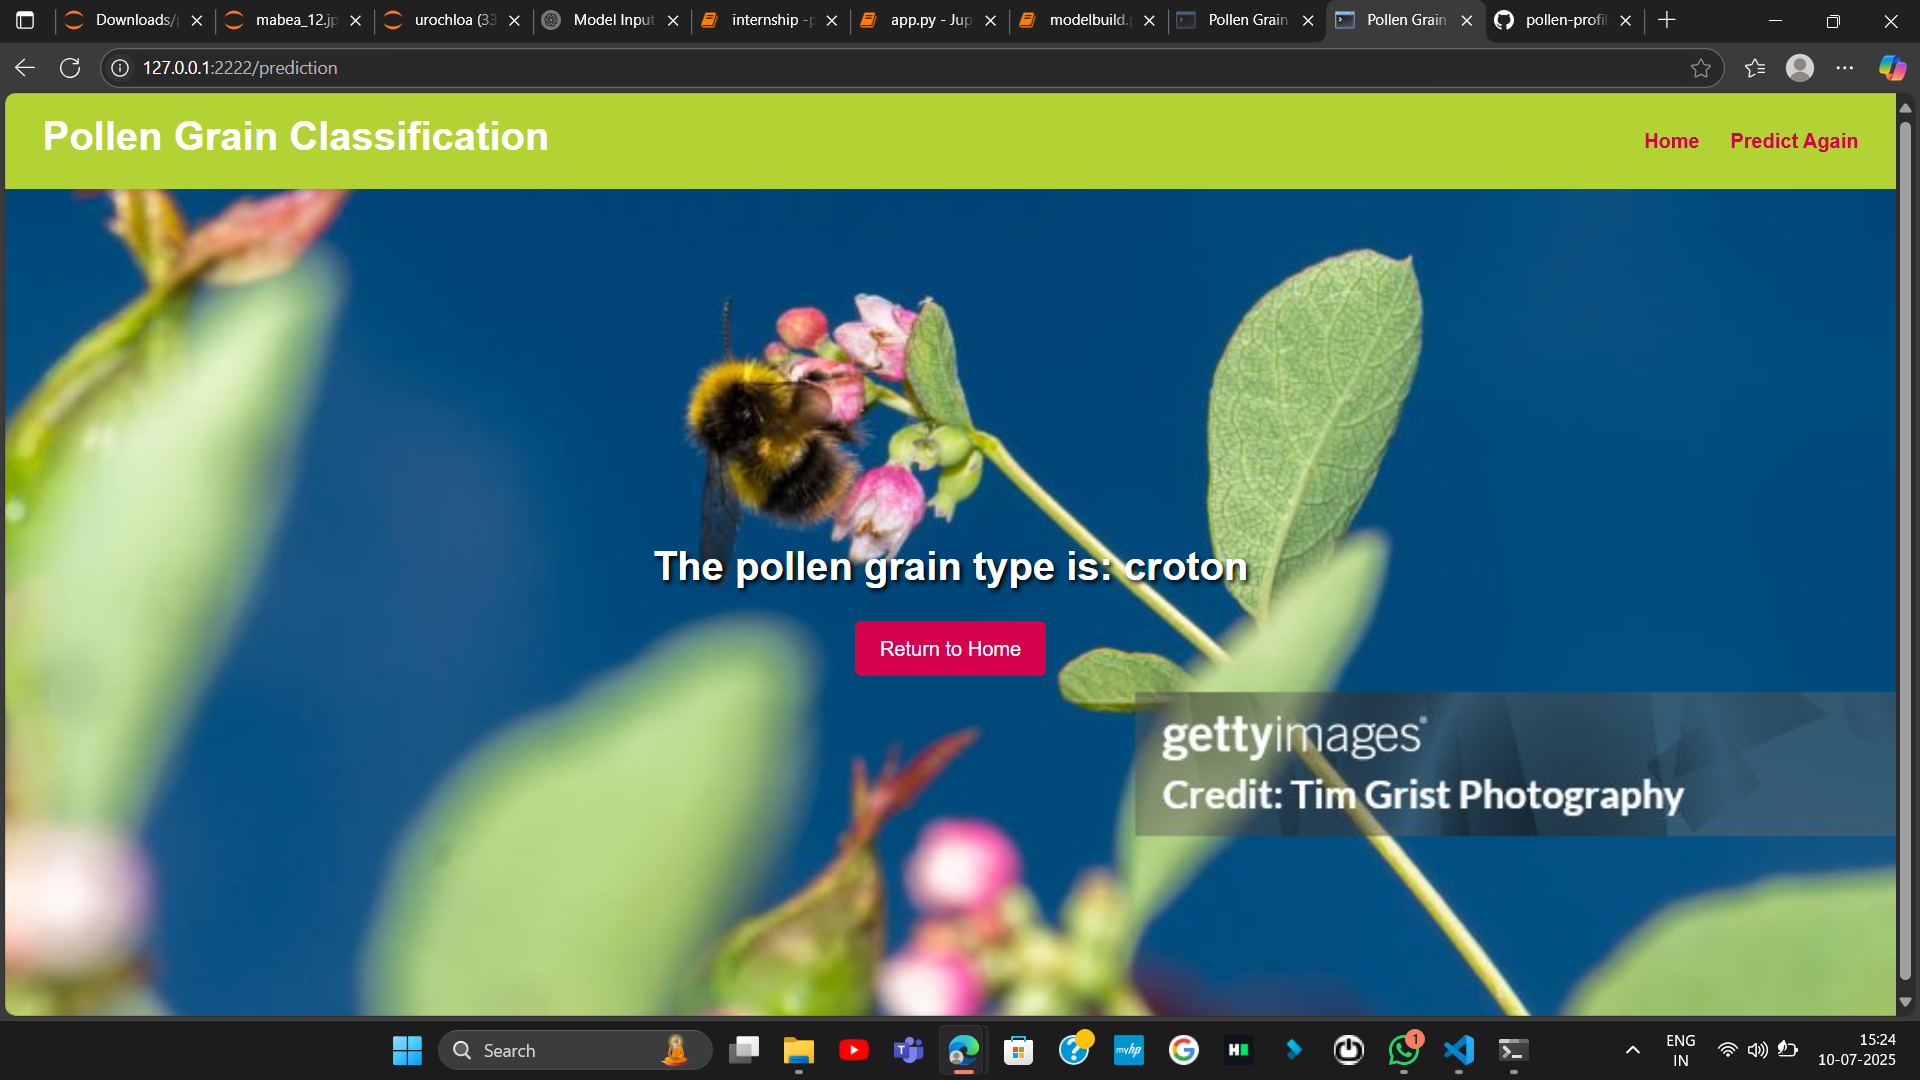 Downloads/p
mabea_12.jp
urochloa (33
Model Input
internship -p
app.py - Jup
modelbuild.p
Pollen Grain
Pollen Grain
pollen-profil
127.0.0.1:2222/prediction
Pollen Grain Classification
Home
Predict Again
The pollen grain type is: croton
Return to Home
gettyimages®
Credit: Tim Grist Photography
Search
myhp
1
ENG
IN
15:24
10-07-2025